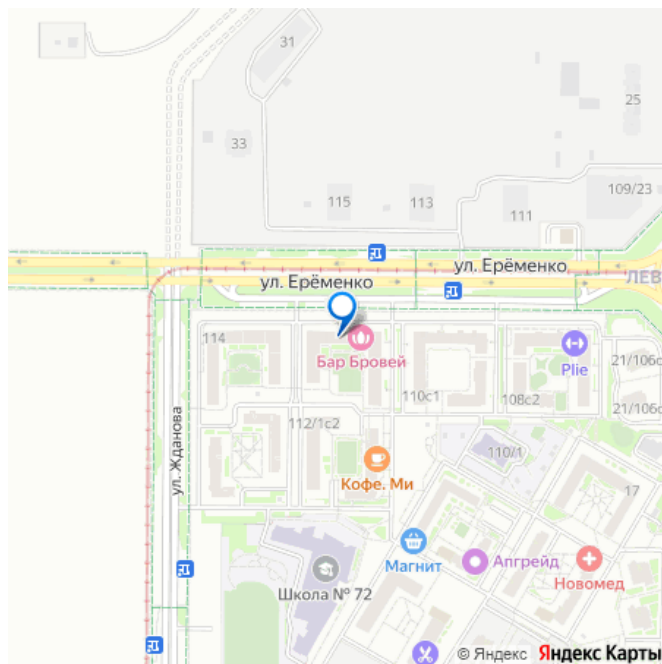 31
25
33
115
113
111
109/23
ул. Ерёменко
ул. Ерёменко
ЛЕВ
114
Бар Бровей
Plie
110с1
108с2
21/106
21/106
ул. Жданова
112/1с2
110/1
Кофе. Ми
17
Магнит
Апгрейд
Новомед
Школа № 72
© Яндекс Яндекс Карты